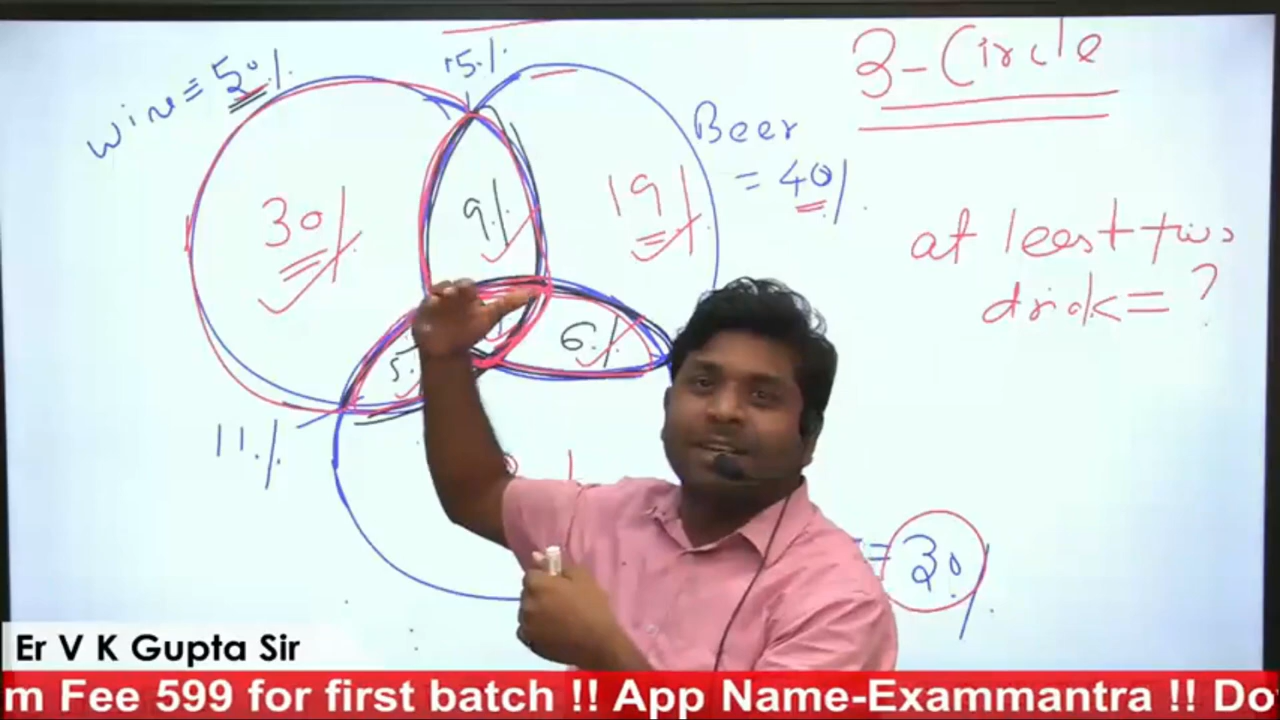 3-Circle
wine = 50%
15%
Beer
= 40%
30%
9%
19%
at least two
drink = ?
5.
6%
11%
= 30%
Er V K Gupta Sir
m Fee 599 for first batch !! App Name-Exammantra !! Do